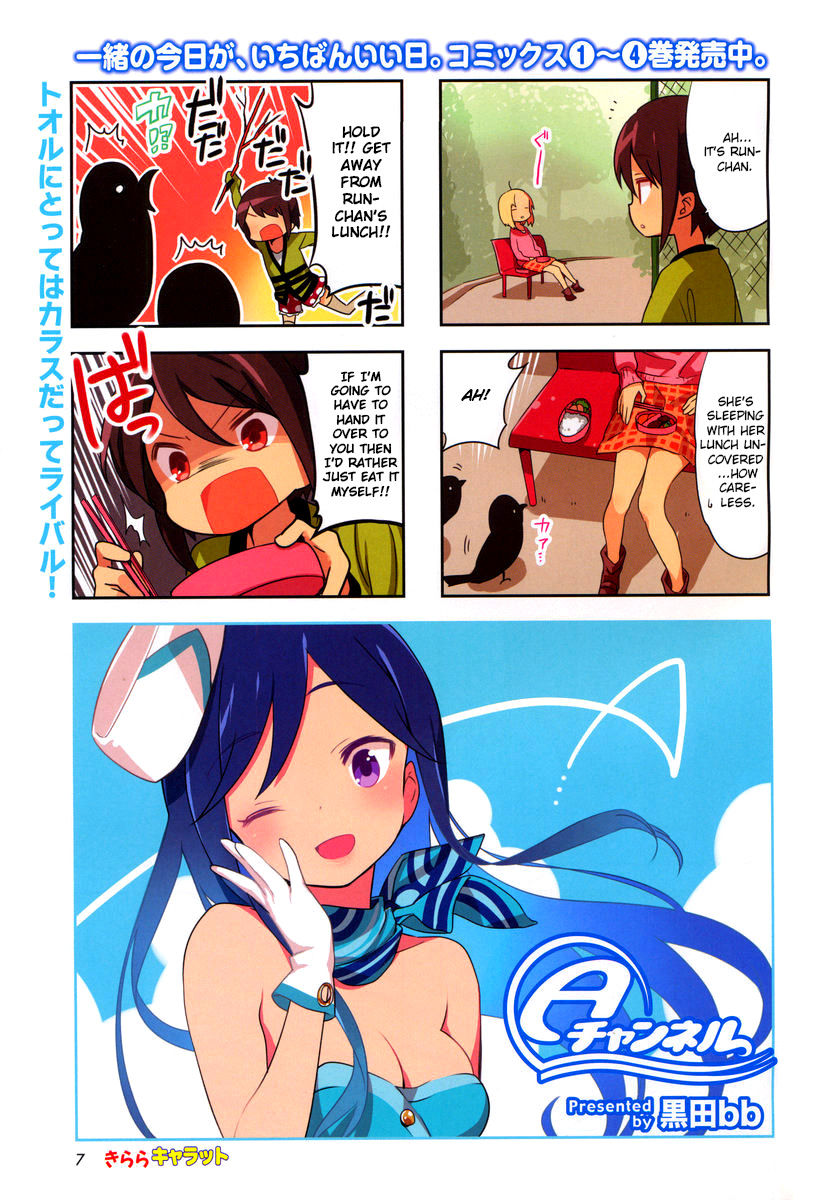 一緒の今日が、いちばんいい日。コミックス❶～❹巻発売中。
トオルにとってはカラスだってライバル！
AH...
IT'S RUN-
CHAN.
ぐー
SHE'S
SLEEPING
WITH HER
LUNCH UN-
COVERED
...HOW
CARE-
LESS.
AH!
カァ…
HOLD
IT!! GET
AWAY
FROM
RUN-
CHAN'S
LUNCH!!
カ!?
だだだだ
だ
IF I'M
GOING TO
HAVE TO
HAND IT
OVER TO
YOU THEN
I'D RATHER
JUST EAT IT
MYSELF!!
ばっ
Aチャンネル
Presented
by 黒田bb
7 きららキャラット